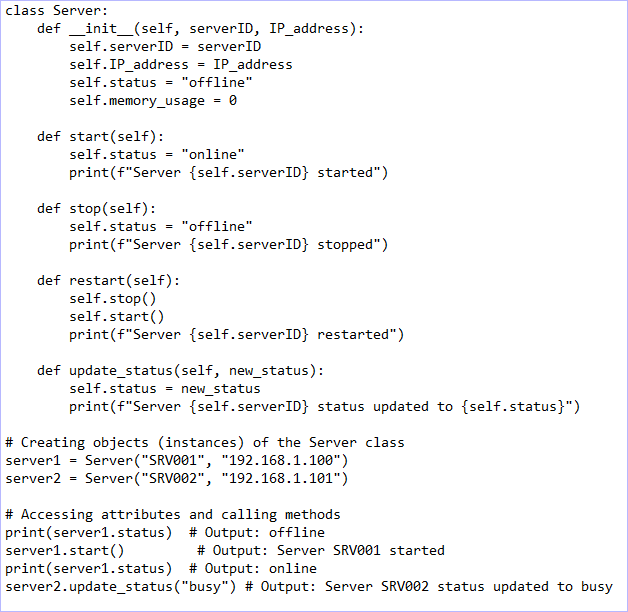 class Server:
    def __init__(self, serverID, IP_address):
        self.serverID = serverID
        self.IP_address = IP_address
        self.status = "offline"
        self.memory_usage = 0

    def start(self):
        self.status = "online"
        print(f"Server {self.serverID} started")

    def stop(self):
        self.status = "offline"
        print(f"Server {self.serverID} stopped")

    def restart(self):
        self.stop()
        self.start()
        print(f"Server {self.serverID} restarted")

    def update_status(self, new_status):
        self.status = new_status
        print(f"Server {self.serverID} status updated to {self.status}")

# Creating objects (instances) of the Server class
server1 = Server("SRV001", "192.168.1.100")
server2 = Server("SRV002", "192.168.1.101")

# Accessing attributes and calling methods
print(server1.status)  # Output: offline
server1.start()         # Output: Server SRV001 started
print(server1.status)  # Output: online
server2.update_status("busy") # Output: Server SRV002 status updated to busy